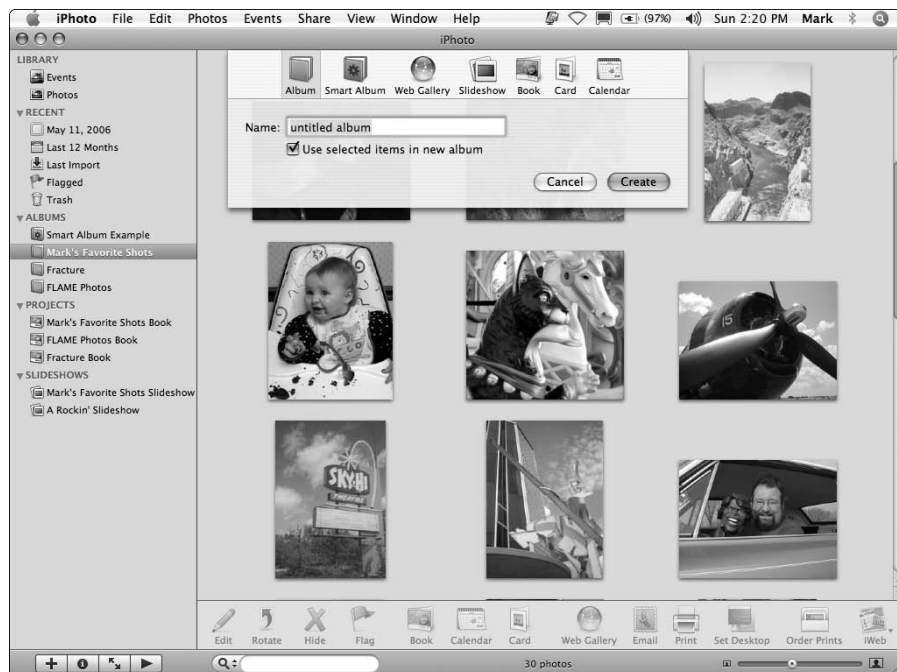 iPhoto File Edit Photos Events Share View Window Help (97%) Sun 2:20 PM Mark
iPhoto
LIBRARY
Events
Photos
RECENT
May 11, 2006
Last 12 Months
Last Import
Flagged
Trash
ALBUMS
Smart Album Example
Mark's Favorite Shots
Fracture
FLAME Photos
PROJECTS
Mark's Favorite Shots Book
FLAME Photos Book
Fracture Book
SLIDESHOWS
Mark's Favorite Shots Slideshow
A Rockin' Slideshow
Album Smart Album Web Gallery Slideshow Book Card Calendar
Name: untitled album
Use selected items in new album
Cancel Create
15
SKY-HI
THEATRE
Edit Rotate Hide Flag Book Calendar Card Web Gallery Email Print Set Desktop Order Prints iWeb
30 photos